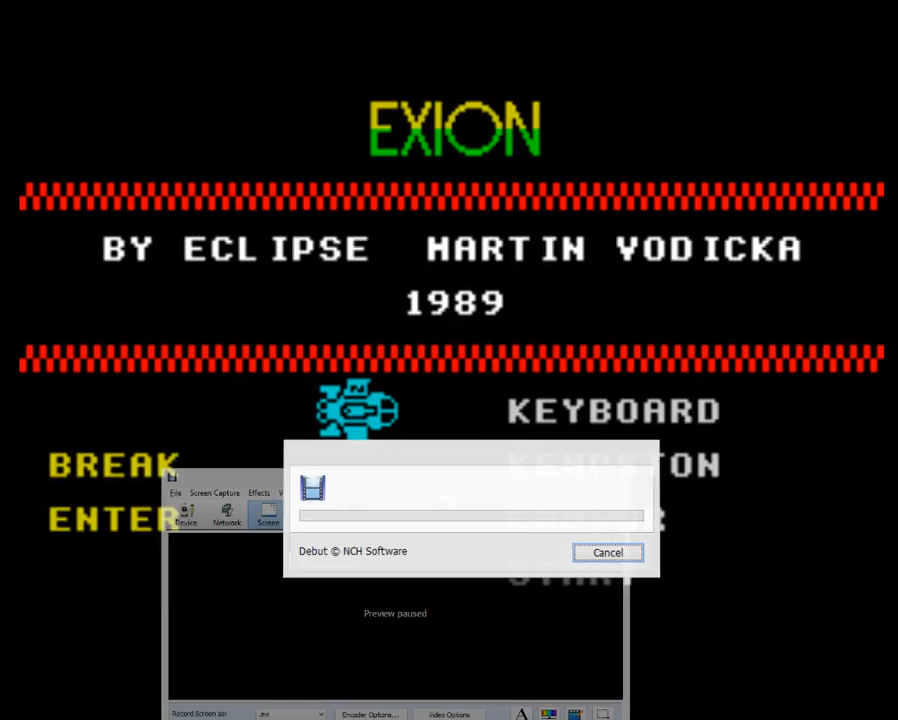 EXION
BY ECLIPSE MARTIN VODICKA
1989
KEYBOARD
BREAK
KEMPSTON
ENTER
File Screen Capture Effects
Device Network Screen
Debut © NCH Software
Cancel
Preview paused
Record Screen as:
Encoder Options...
Video Options
A